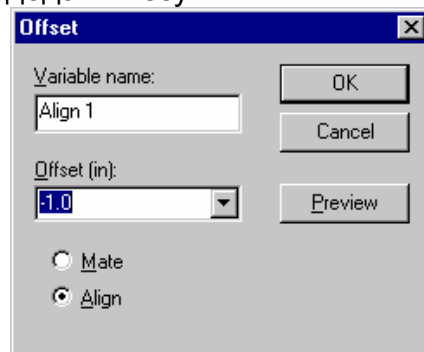 Offset
Variable name:
Align 1
Offset (in):
-1.0
Mate
Align
OK
Cancel
Preview